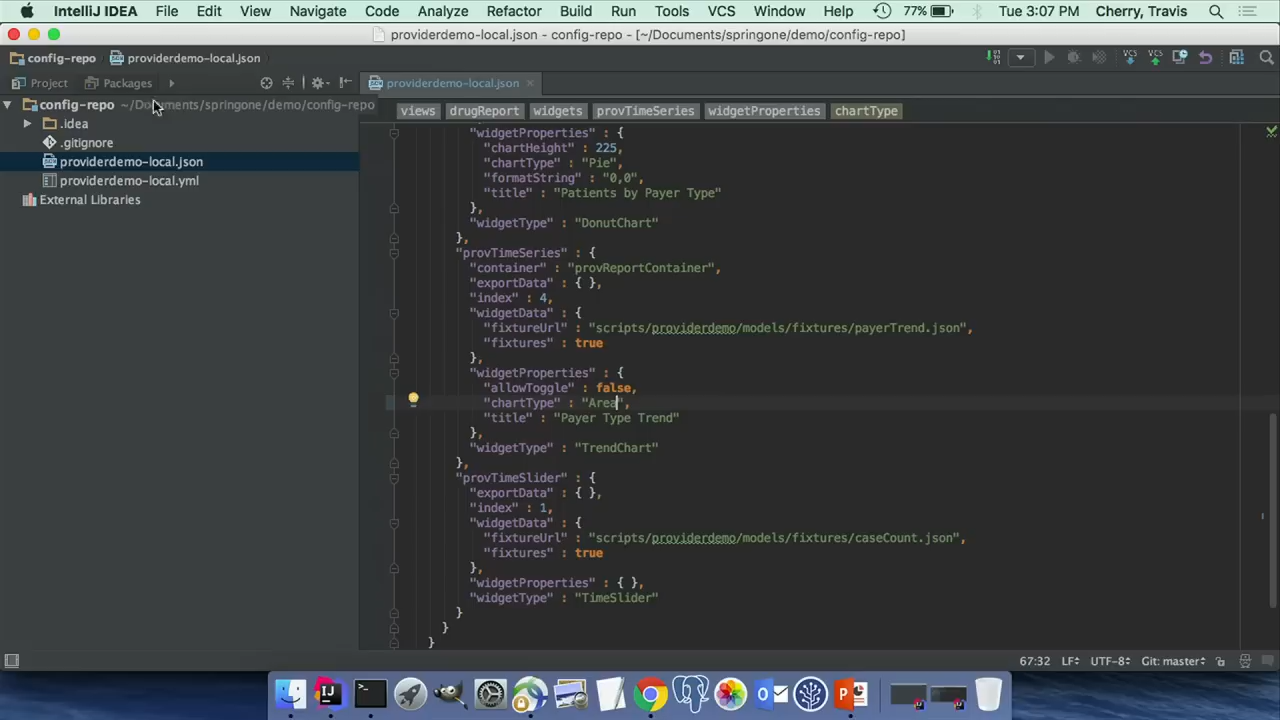 IntelliJ IDEA File Edit View Navigate Code Analyze Refactor Build Run Tools VCS Window Help 77% Tue 3:07 PM Cherry, Travis
providerdemo-local.json - config-repo - [~/Documents/springone/demo/config-repo]
config-repo providerdemo-local.json
Project Packages providerdemo-local.json
config-repo ~/Documents/springone/demo/config-repo
.idea
.gitignore
providerdemo-local.json
providerdemo-local.yml
External Libraries
views drugReport widgets provTimeSeries widgetProperties chartType
"widgetProperties" : {
"chartHeight" : 225,
"chartType" : "Pie",
"formatString" : "0,0",
"title" : "Patients by Payer Type"
},
"widgetType" : "DonutChart"
},
"provTimeSeries" : {
"container" : "provReportContainer",
"exportData" : { },
"index" : 4,
"widgetData" : {
"fixtureUrl" : "scripts/providerdemo/models/fixtures/payerTrend.json",
"fixtures" : true
},
"widgetProperties" : {
"allowToggle" : false,
"chartType" : "Area",
"title" : "Payer Type Trend"
},
"widgetType" : "TrendChart"
},
"provTimeSlider" : {
"exportData" : { },
"index" : 1,
"widgetData" : {
"fixtureUrl" : "scripts/providerdemo/models/fixtures/caseCount.json",
"fixtures" : true
},
"widgetProperties" : { },
"widgetType" : "TimeSlider"
}
}
}
67:32 LF÷ UTF-8÷ Git: master÷